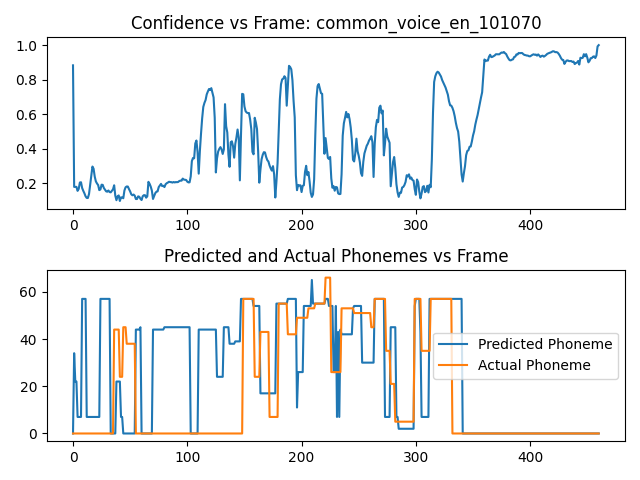 Confidence vs Frame: common_voice_en_101070
1.0
0.8
0.6
0.4
0.2
0 100 200 300 400
Predicted and Actual Phonemes vs Frame
60
40
20
0
Predicted Phoneme
Actual Phoneme
0 100 200 300 400